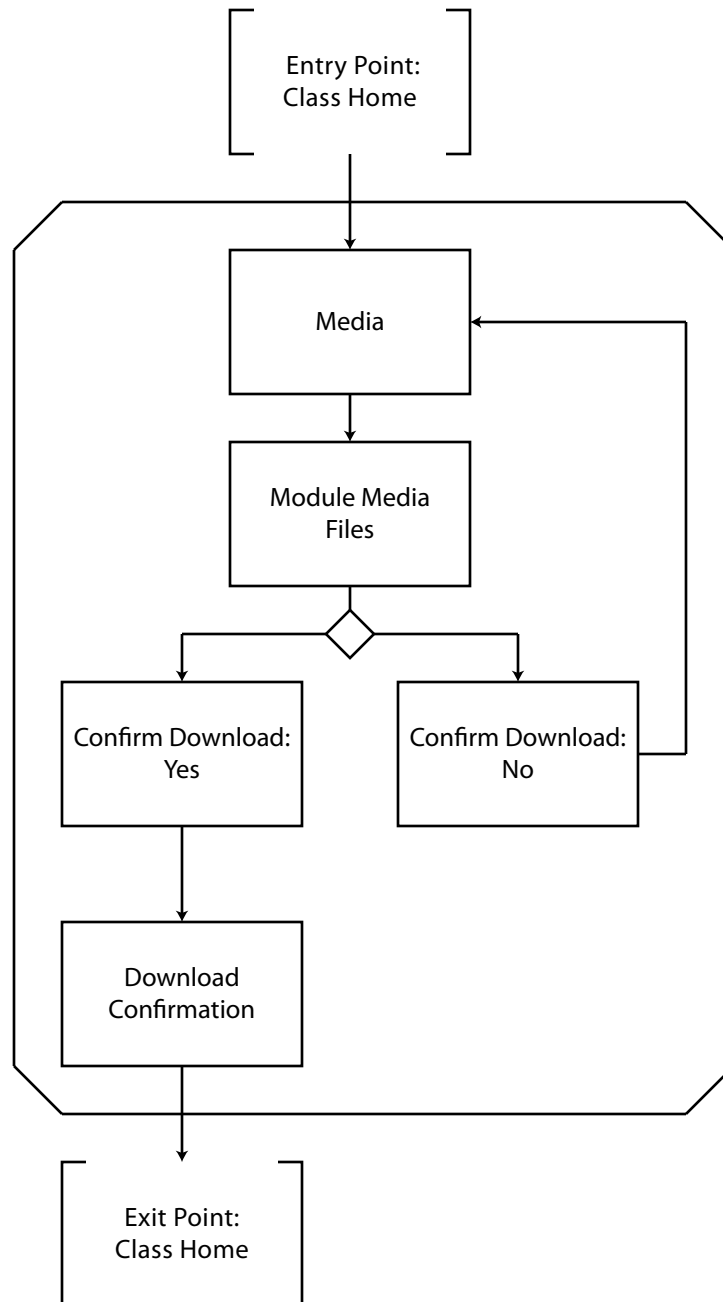 Entry Point:
Class Home
Media
Module Media
Files
Confirm Download:
Yes
Confirm Download:
No
Download
Confirmation
Exit Point:
Class Home